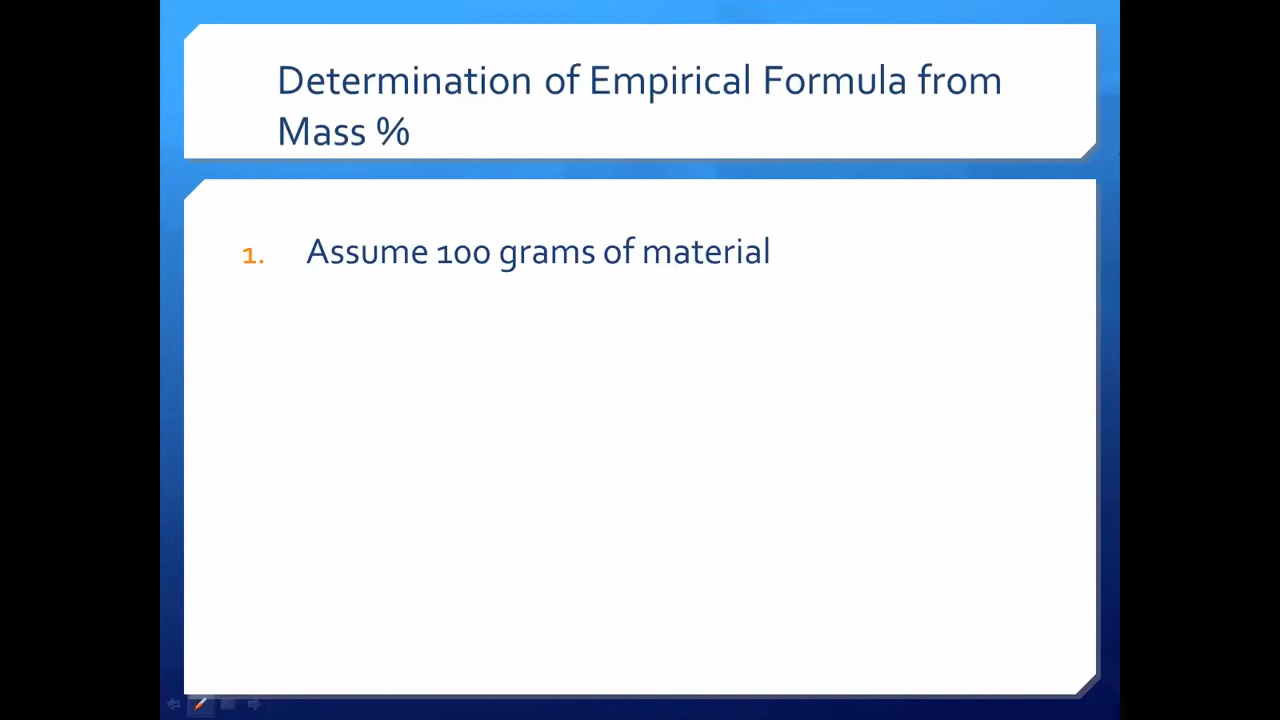 Determination of Empirical Formula from
Mass %
1. Assume 100 grams of material